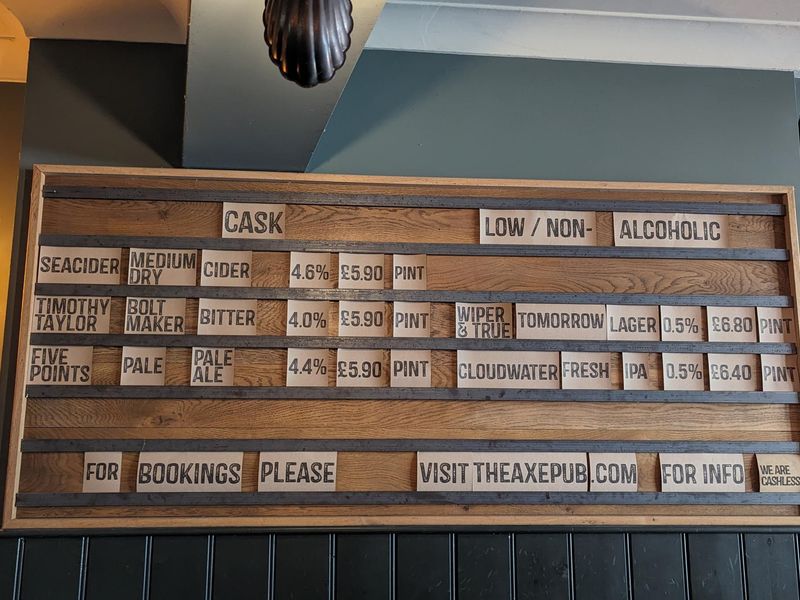 CASK LOW / NON- ALCOHOLIC
SEACIDER MEDIUM DRY CIDER 4.6% £5.90 PINT
TIMOTHY TAYLOR BOLT MAKER BITTER 4.0% £5.90 PINT WIPER & TRUE TOMORROW LAGER 0.5% £6.80 PINT
FIVE POINTS PALE PALE ALE 4.4% £5.90 PINT CLOUDWATER FRESH IPA 0.5% £6.40 PINT
FOR BOOKINGS PLEASE VISIT THEAXEPUB.COM FOR INFO WE ARE CASHLESS